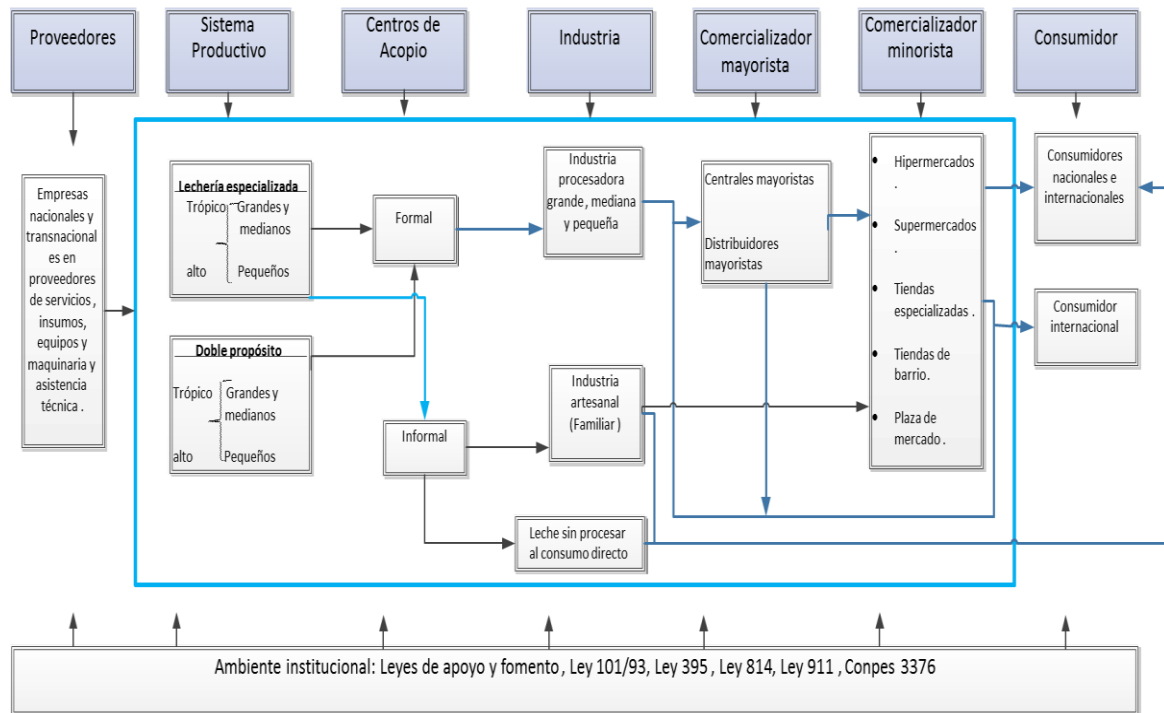 Proveedores
Sistema
Productivo
Centros de
Acopio
Industria
Comercializador
mayorista
Comercializador
minorista
Consumidor
Empresas
nacionales y
transnacional
es en
proveedores
de servicios ,
insumos,
equipos y
maquinaria y
asistencia
técnica .
Lechería especializada
Trópico Grandes y
medianos
alto Pequeños
Doble propósito
Trópico Grandes y
medianos
alto Pequeños
Formal
Informal
Industria
procesadora
grande , mediana
y pequeña
Industria
artesanal
(Familiar )
Leche sin procesar
al consumo directo
Centrales mayoristas
Distribuidores
mayoristas
• Hipermercados
.
• Supermercados
.
• Tiendas
especializadas .
• Tiendas de
barrio.
• Plaza de
mercado .
Consumidores
nacionales e
internacionales
Consumidor
internacional
Ambiente institucional: Leyes de apoyo y fomento , Ley 101/93, Ley 395 , Ley 814, Ley 911 , Conpes 3376